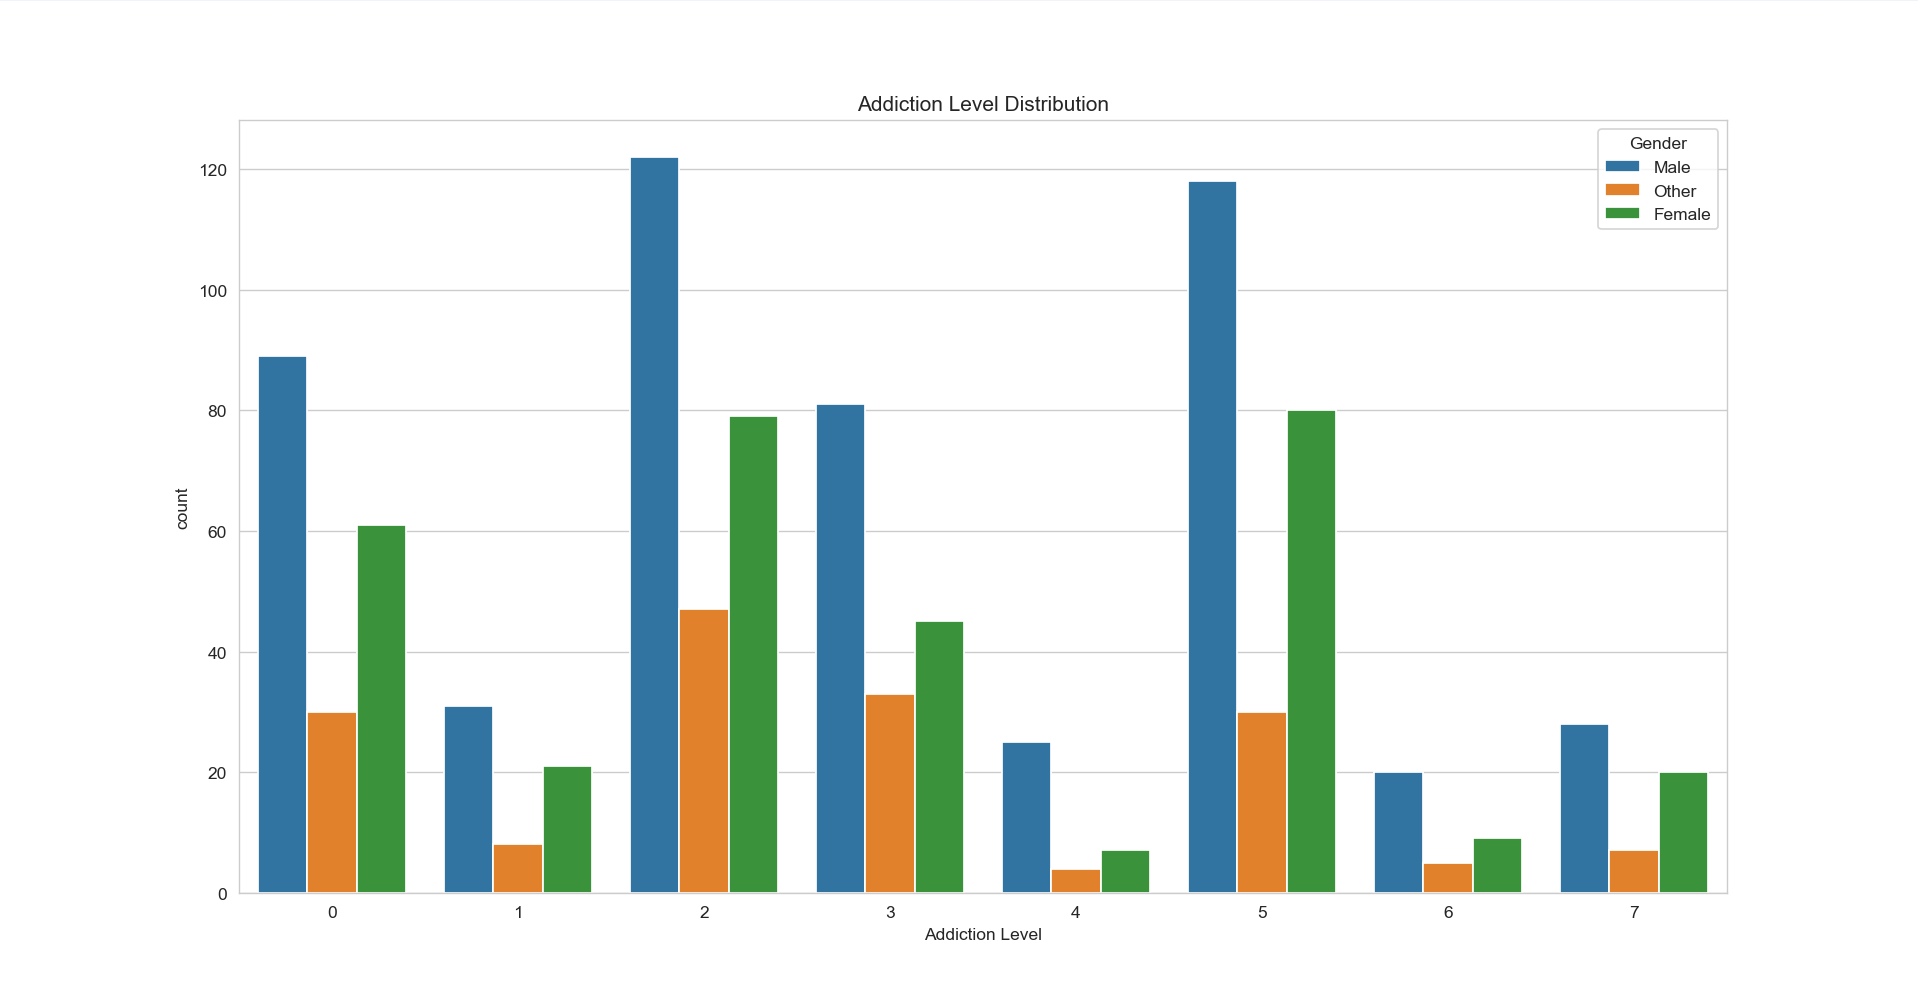 Addiction Level Distribution
Gender
Male
Other
Female
120
100
80
60
40
20
0
count
0 1 2 3 4 5 6 7
Addiction Level